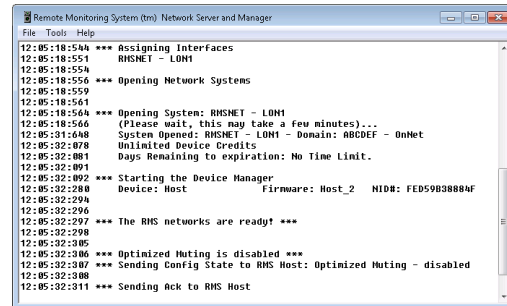 Remote Monitoring System (tm) Network Server and Manager
File Tools Help
12:05:18:544 *** Assigning Interfaces
12:05:18:551 RMSNET - LON1
12:05:18:554
12:05:18:556 *** Opening Network Systems
12:05:18:559
12:05:18:561
12:05:18:564 *** Opening System: RMSNET - LON1
12:05:18:566 (Please wait, this may take a few minutes)...
12:05:31:648 System Opened: RMSNET - LON1 - Domain: ABCDEF - OnNet
12:05:32:078 Unlimited Device Credits
12:05:32:081 Days Remaining to expiration: No Time Limit.
12:05:32:091
12:05:32:092 *** Starting the Device Manager
12:05:32:280 Device: Host Firmware: Host_2 NID#: FED59B38884F
12:05:32:294
12:05:32:296
12:05:32:297 *** The RMS networks are ready! ***
12:05:32:298
12:05:32:305
12:05:32:306 *** Optimized Muting is disabled ***
12:05:32:307 *** Sending Config State to RMS Host: Optimized Muting - disabled
12:05:32:308
12:05:32:311 *** Sending Ack to RMS Host